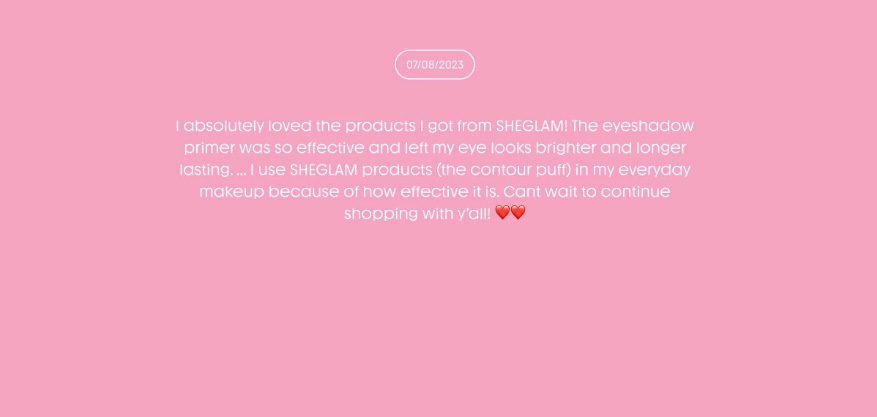 07/08/2023
I absolutely loved the products I got from SHEGLAM! The eyeshadow
primer was so effective and left my eye looks brighter and longer
lasting. ... I use SHEGLAM products (the contour puff) in my everyday
makeup because of how effective it is. Cant wait to continue
shopping with y'all! ❤️❤️